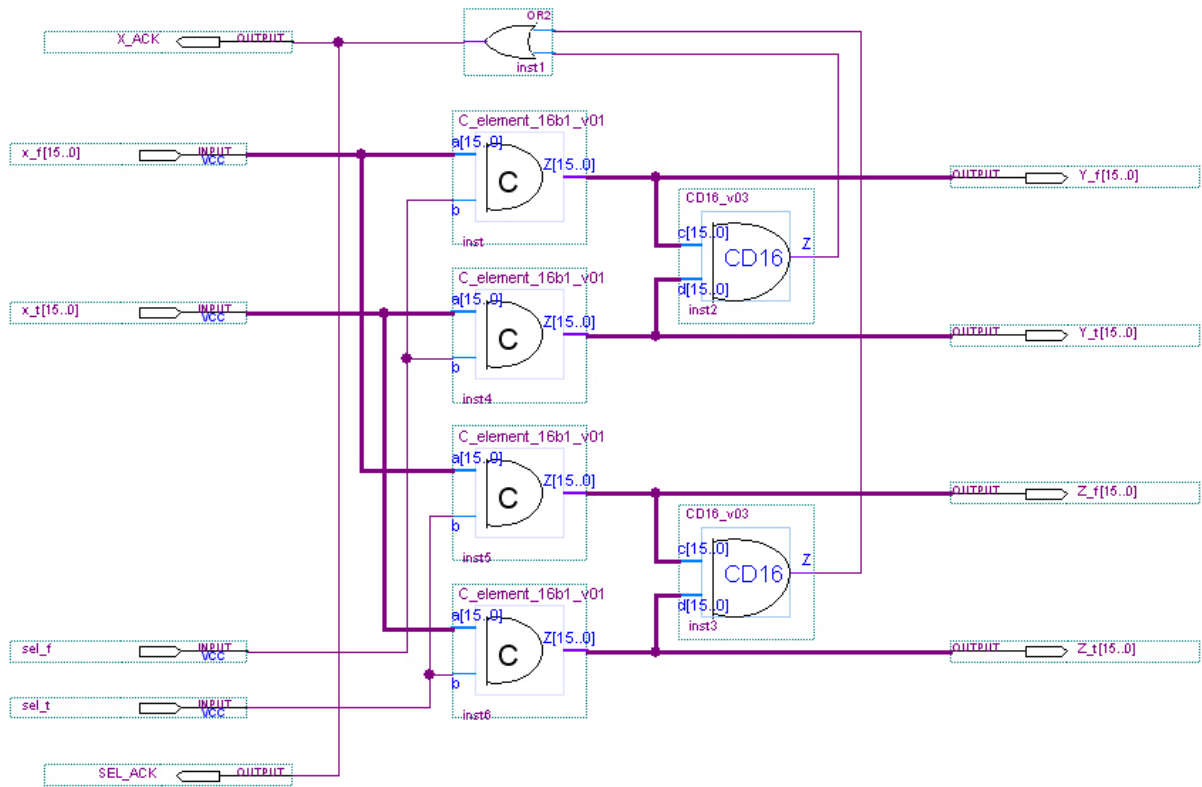 OR2
X_ACK OUTPUT
inst1
C_element_16b1_v01
x_f[15..0] INPUT VCC
a[15..0]
Z[15..0]
C
b
inst
OUTPUT Y_f[15..0]
CD16_v03
c[15..0]
CD16
Z
d[15..0]
inst2
C_element_16b1_v01
x_t[15..0] INPUT VCC
a[15..0]
Z[15..0]
C
b
inst4
OUTPUT Y_t[15..0]
C_element_16b1_v01
a[15..0]
Z[15..0]
C
b
inst5
OUTPUT Z_f[15..0]
CD16_v03
c[15..0]
CD16
Z
d[15..0]
inst3
C_element_16b1_v01
a[15..0]
Z[15..0]
C
b
inst6
OUTPUT Z_t[15..0]
sel_f INPUT VCC
sel_t INPUT VCC
SEL_ACK OUTPUT